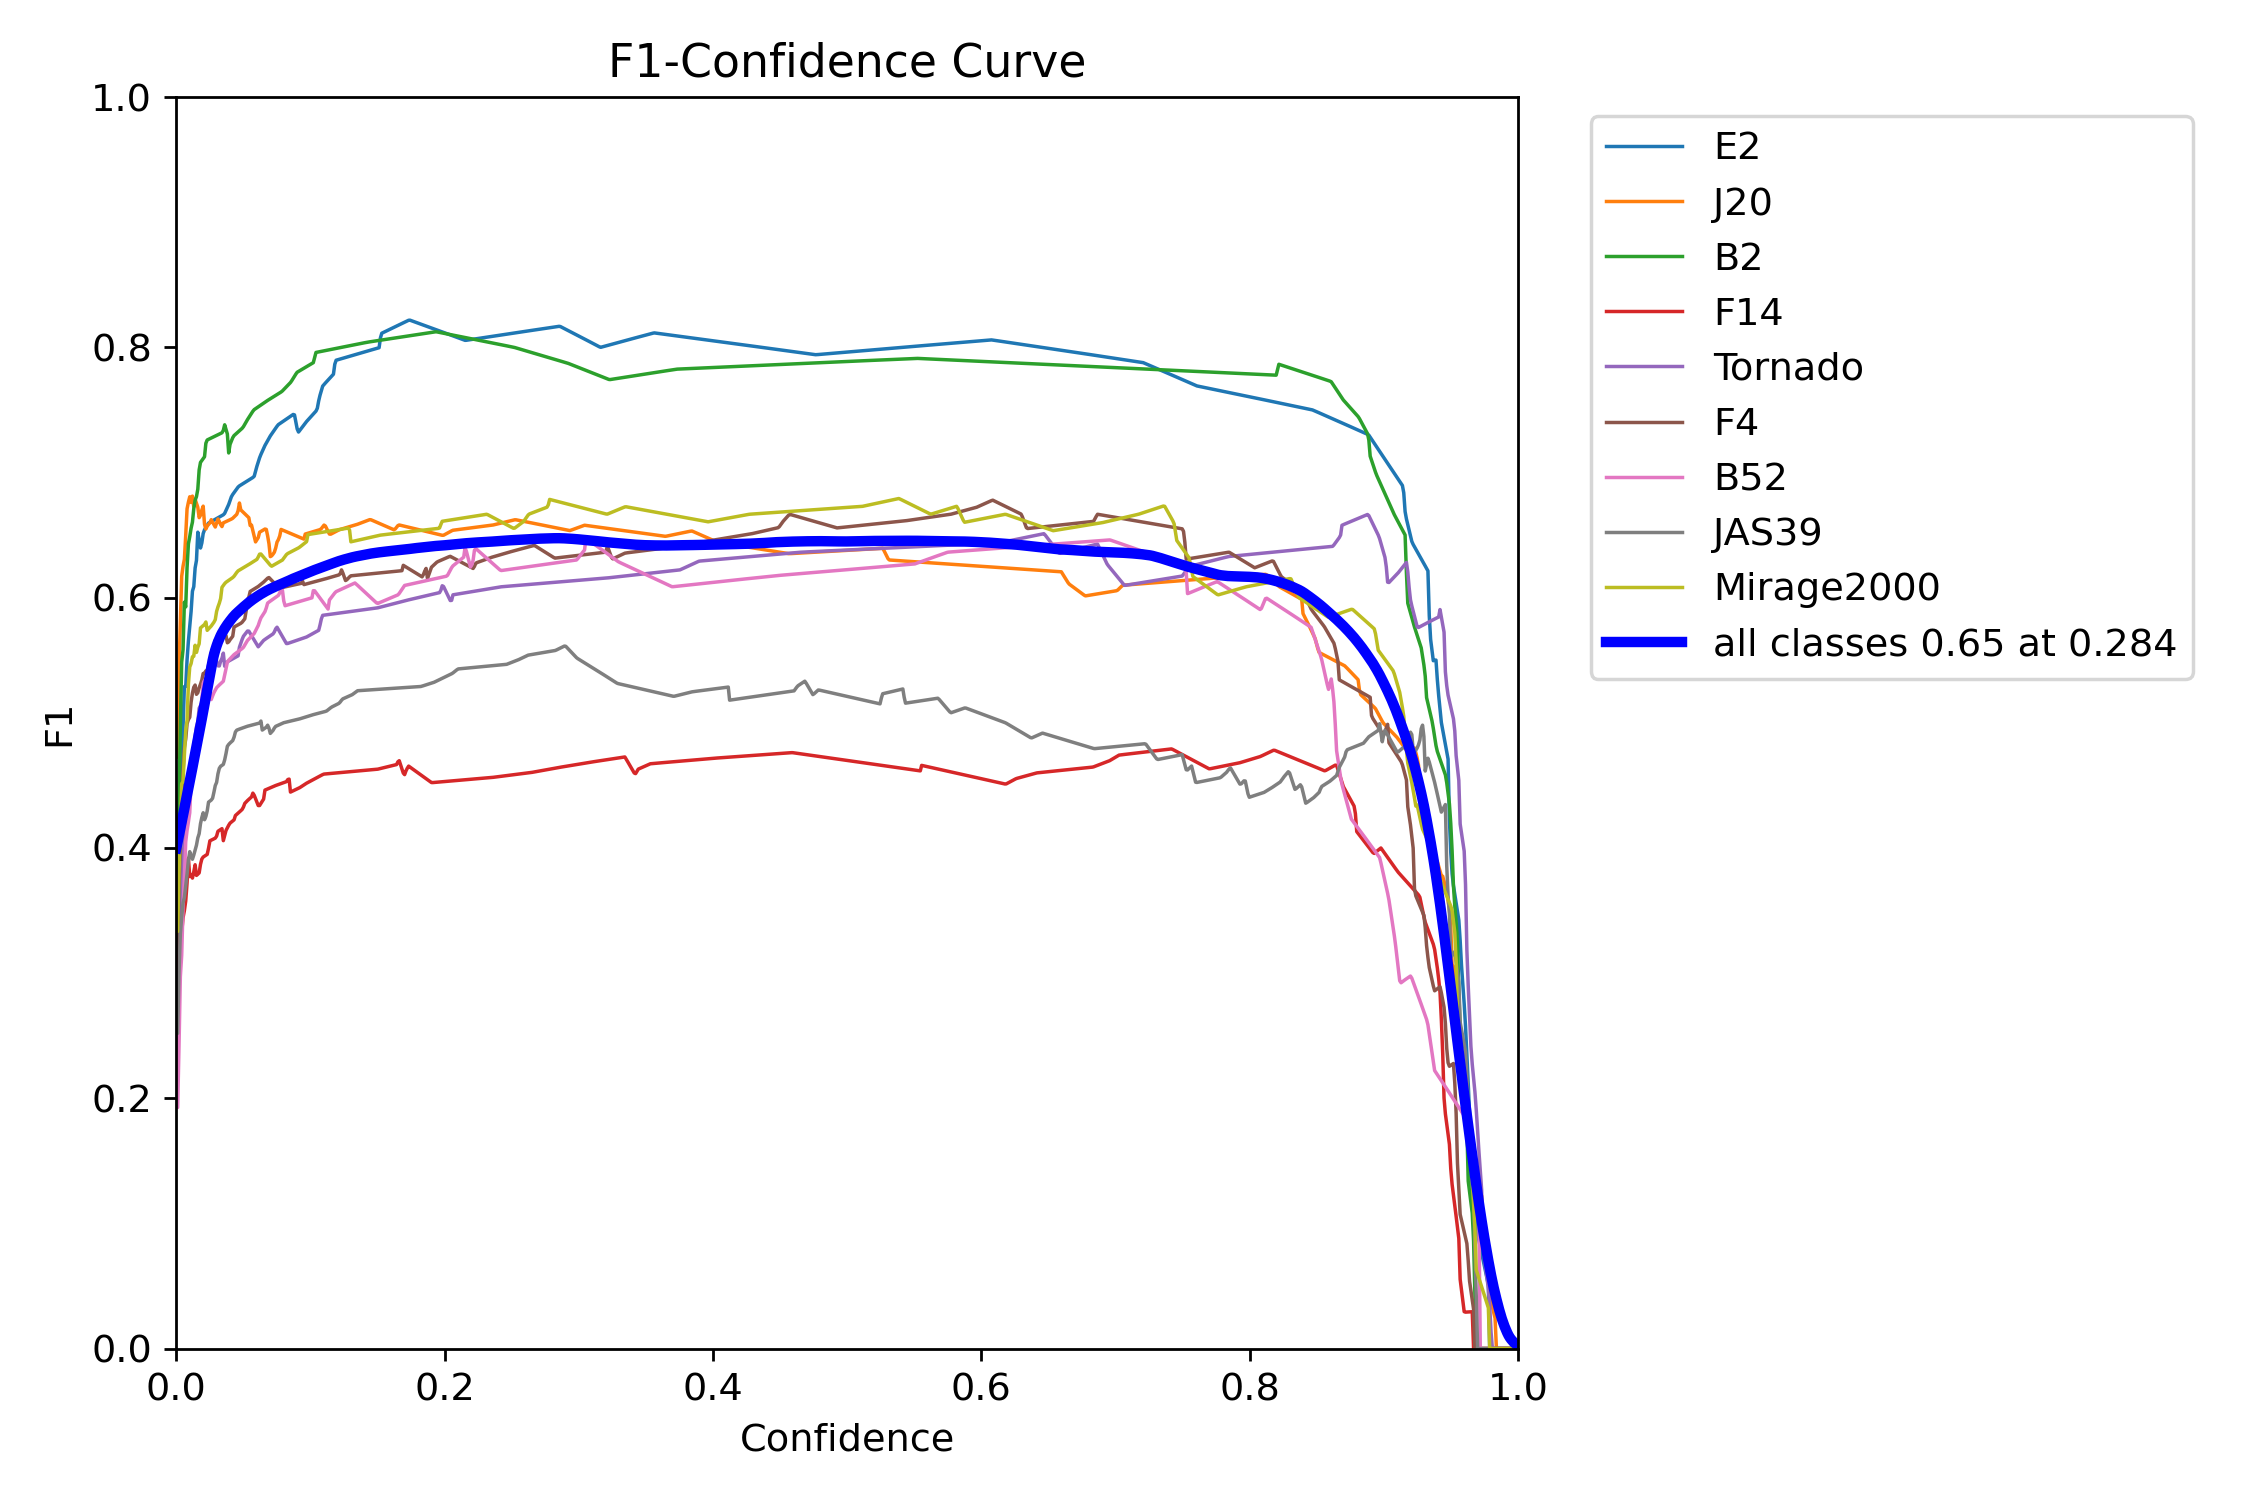 F1-Confidence Curve
1.0
0.8
0.6
0.4
0.2
0.0
F1
0.0 0.2 0.4 0.6 0.8 1.0
Confidence
E2
J20
B2
F14
Tornado
F4
B52
JAS39
Mirage2000
all classes 0.65 at 0.284